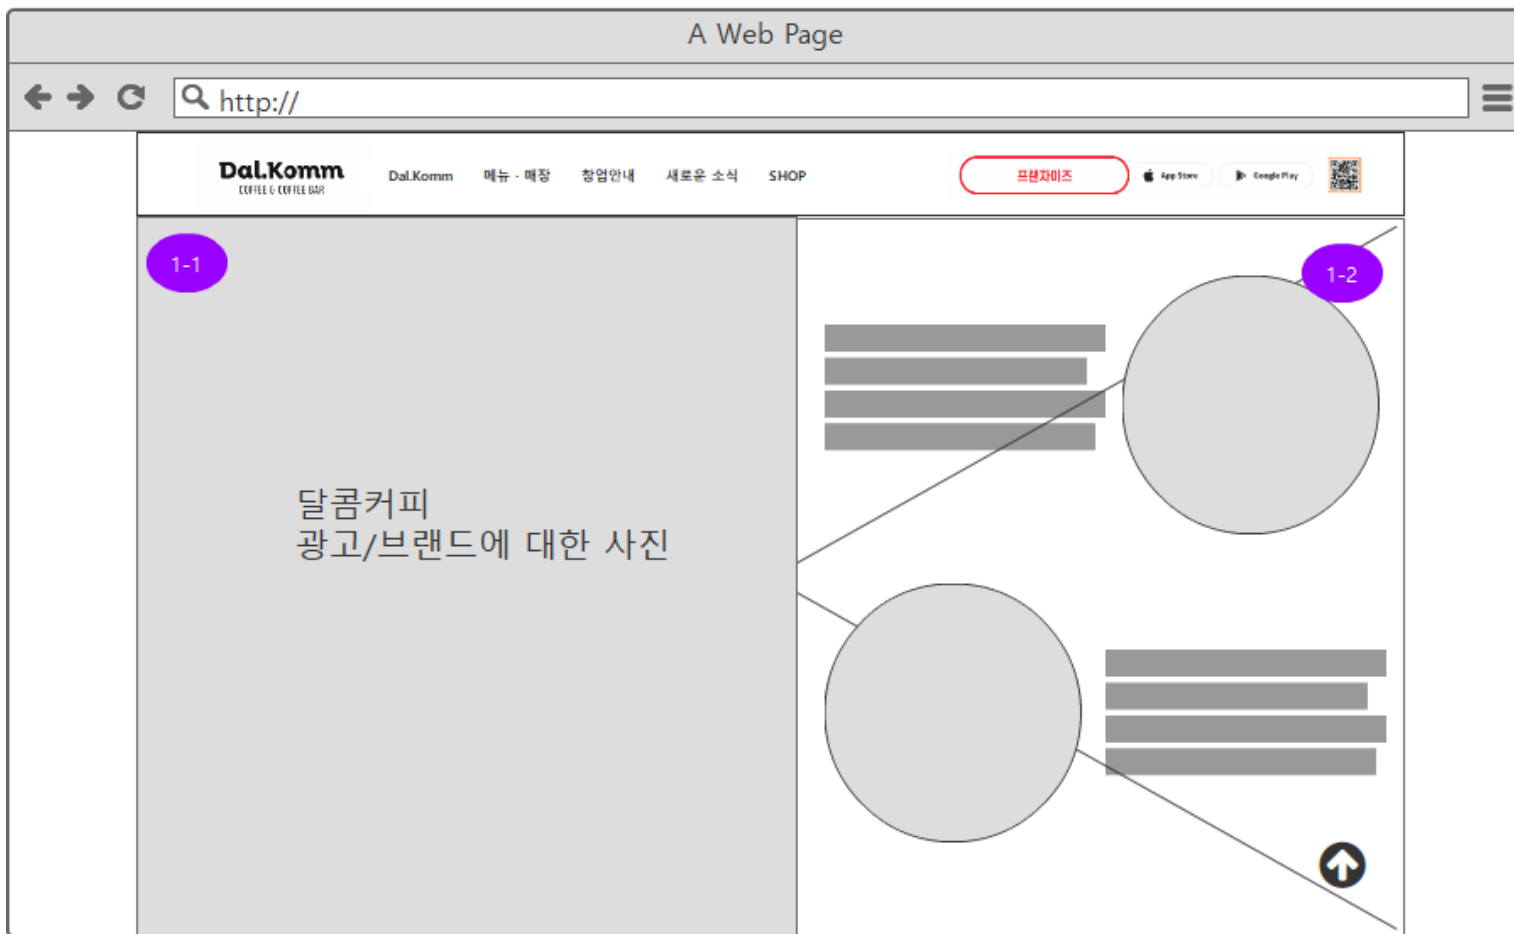 A Web Page
http://
Dal.Komm
COFFEE & COFFEE BAR
Dal.Komm
메뉴 · 매장
창업안내
새로운 소식
SHOP
프랜차이즈
App Store
Google Play
1-1
1-2
달콤커피
광고/브랜드에 대한 사진